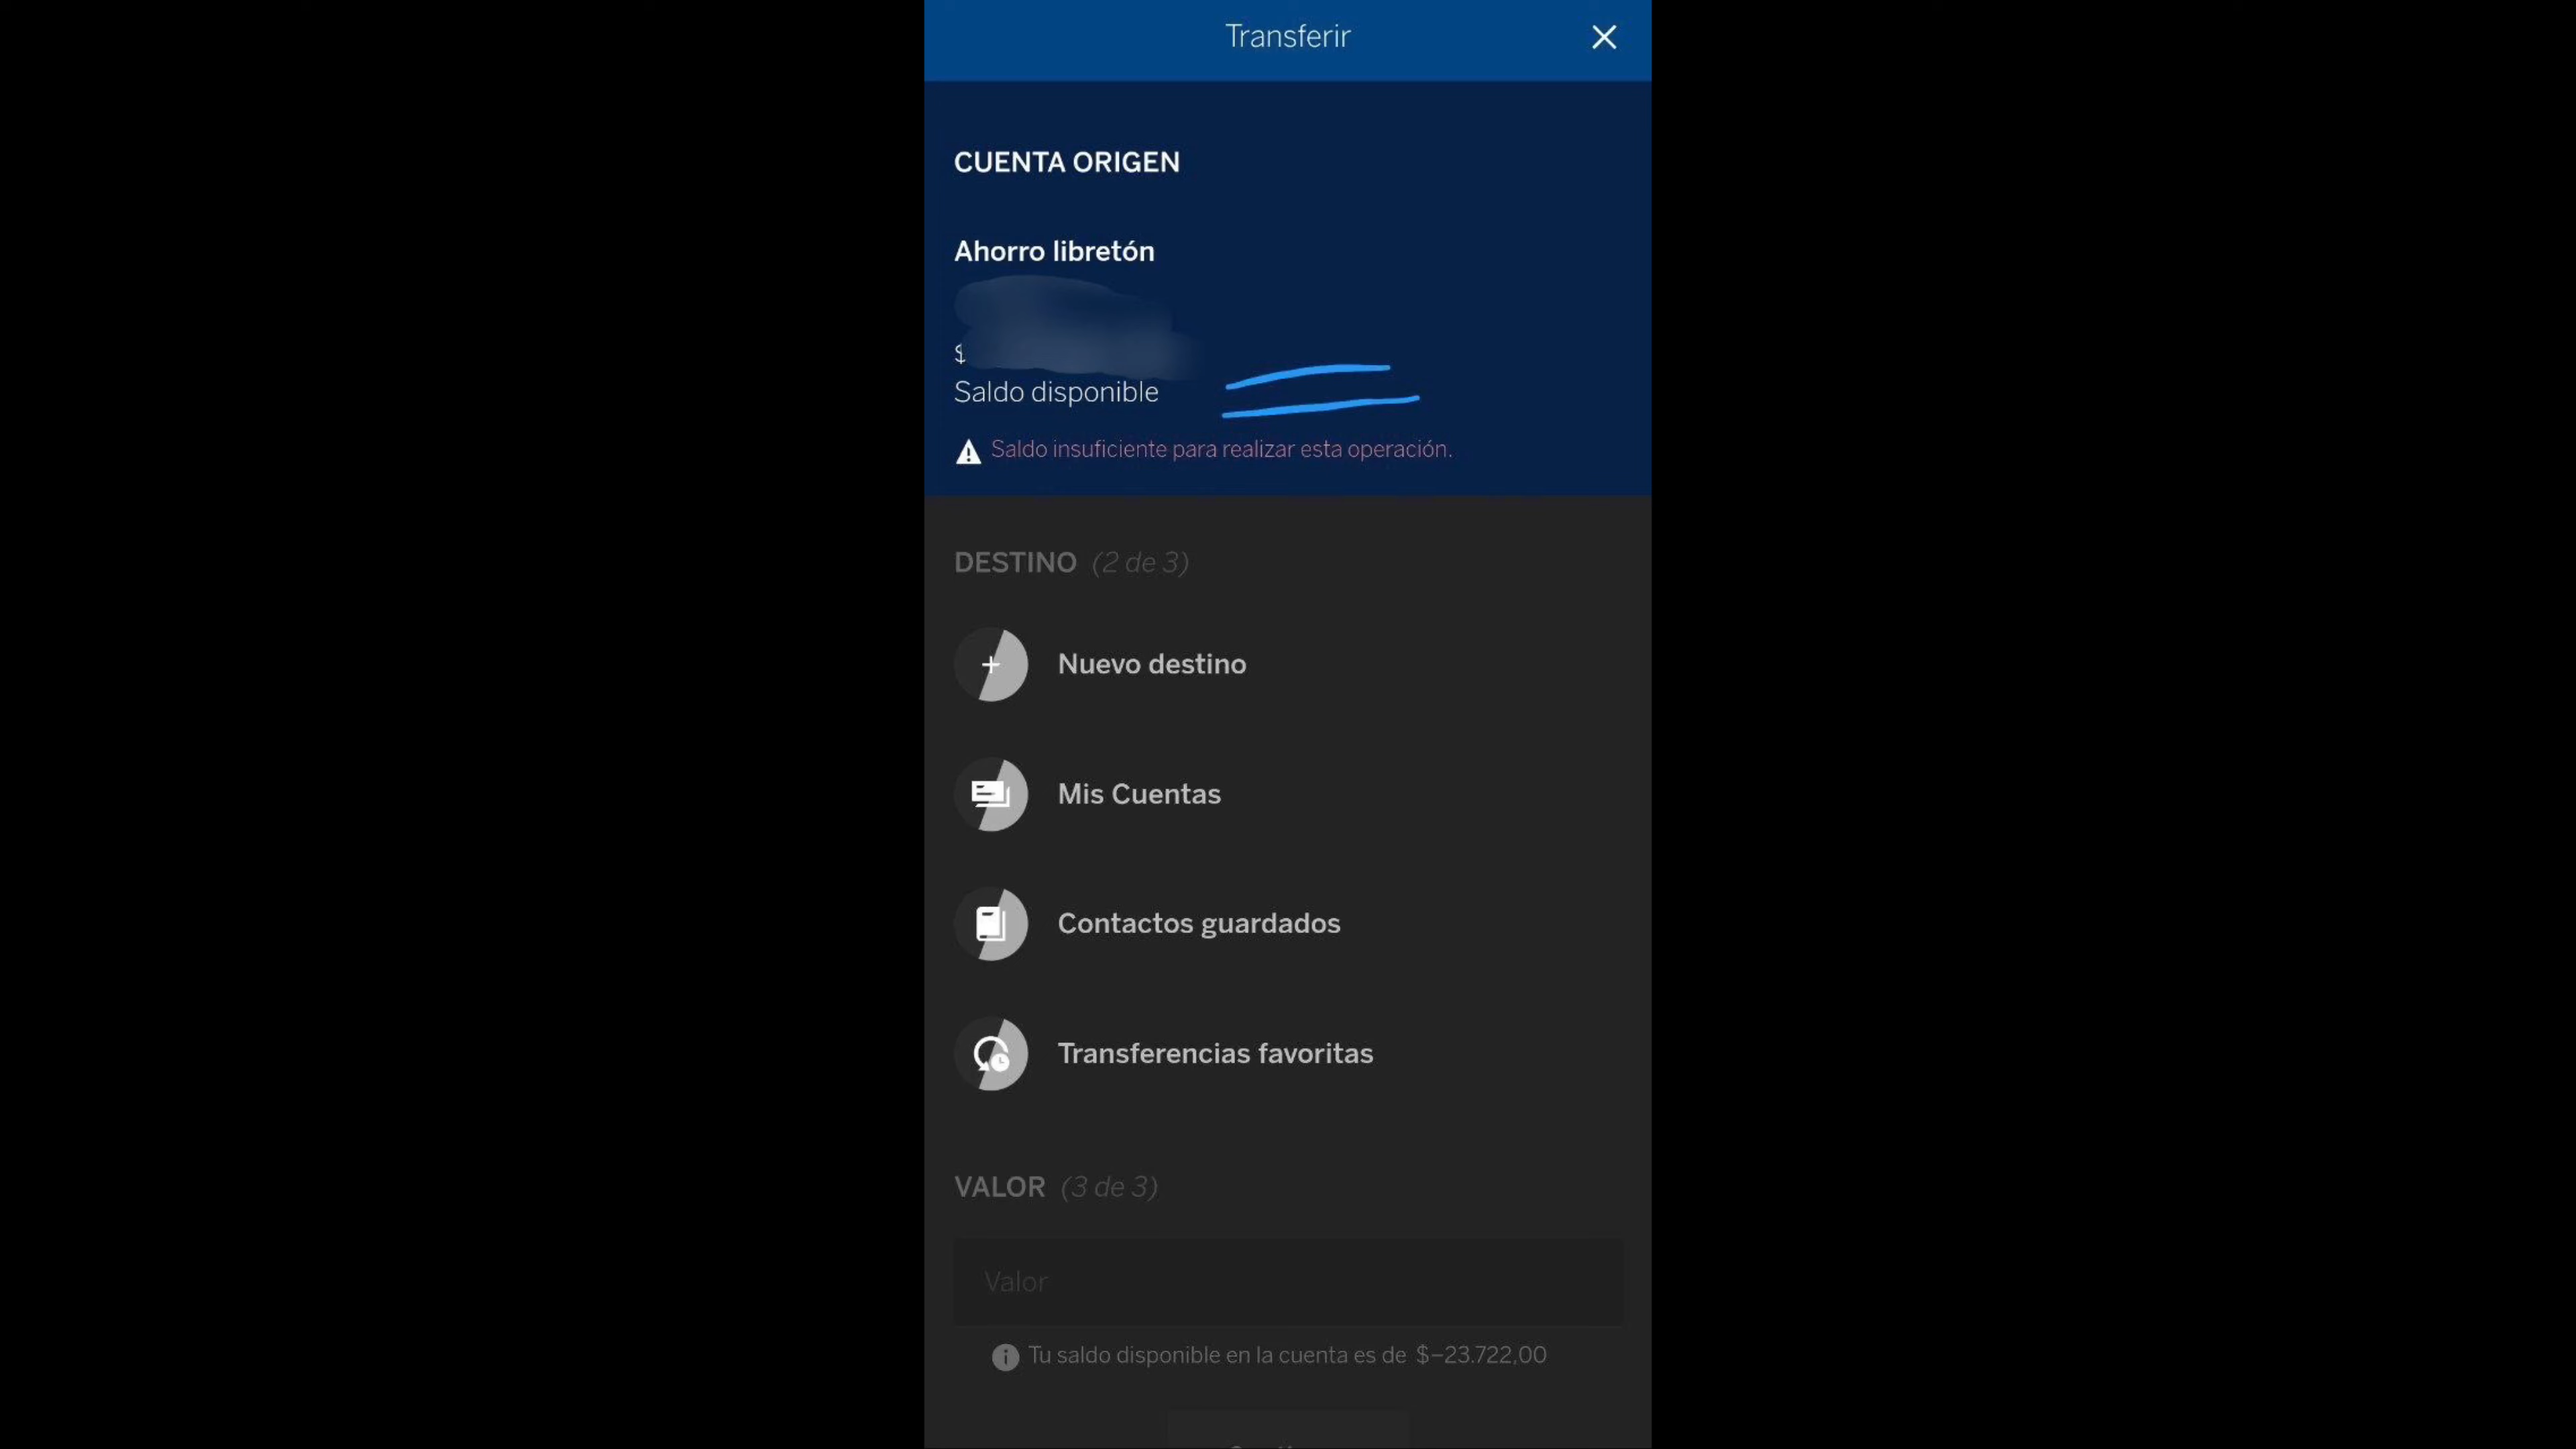 Transferir
CUENTA ORIGEN
Ahorro libretón
$
Saldo disponible
Saldo insuficiente para realizar esta operación.
DESTINO (2 de 3)
Nuevo destino
Mis Cuentas
Contactos guardados
Transferencias favoritas
VALOR (3 de 3)
Valor
Tu saldo disponible en la cuenta es de $-23.722,00